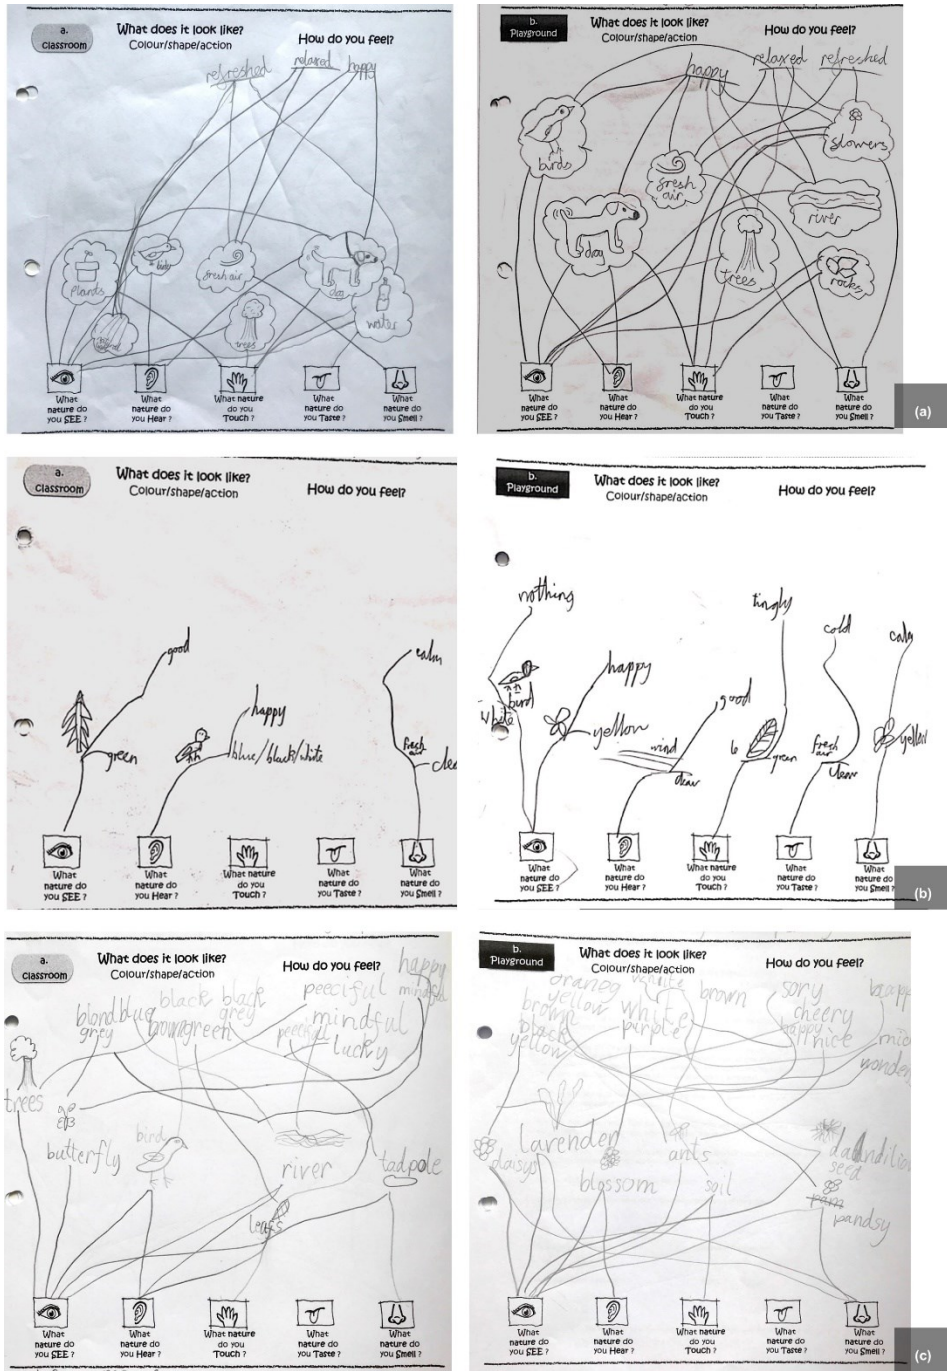 a.
Classroom
What does it look like?
Colour/shape/action
How do you feel?
refreshed
relaxed
happy
plants
birds
fresh air
dog
water
trees
What nature do you SEE ?
What nature do you Hear ?
What nature do you Touch ?
What nature do you Taste ?
What nature do you Smell ?
b.
Playground
What does it look like?
Colour/shape/action
How do you feel?
happy
relaxed
refreshed
birds
fresh air
slowers
river
dog
trees
rocks
What nature do you SEE ?
What nature do you Hear ?
What nature do you Touch ?
What nature do you Taste ?
What nature do you Smell ?
(a)
a.
Classroom
What does it look like?
Colour/shape/action
How do you feel?
good
green
happy
blue/black/white
calm
fresh air
clea
What nature do you SEE ?
What nature do you Hear ?
What nature do you Touch ?
What nature do you Taste ?
What nature do you Smell ?
b.
Playground
What does it look like?
Colour/shape/action
How do you feel?
nothing
bird
white
happy
yellow
wind
good
clear
tingly
green
cold
fresh air
clear
calm
yellow
What nature do you SEE ?
What nature do you Hear ?
What nature do you Touch ?
What nature do you Taste ?
What nature do you Smell ?
(b)
a.
Classroom
What does it look like?
Colour/shape/action
How do you feel?
happy
mindful
blond
blue
grey
black
brown
black
grey
green
peeciful
mindful
peeciful
lucky
trees
butterfly
bird
river
tadpole
leafs
What nature do you SEE ?
What nature do you Hear ?
What nature do you Touch ?
What nature do you Taste ?
What nature do you Smell ?
b.
Playground
What does it look like?
Colour/shape/action
How do you feel?
yellow
brown
black
yellow
white
purple
brown
sory
cheery
happy
nice
daisys
lavender
blossom
ants
soil
seed
pandsy
What nature do you SEE ?
What nature do you Hear ?
What nature do you Touch ?
What nature do you Taste ?
What nature do you Smell ?
(c)